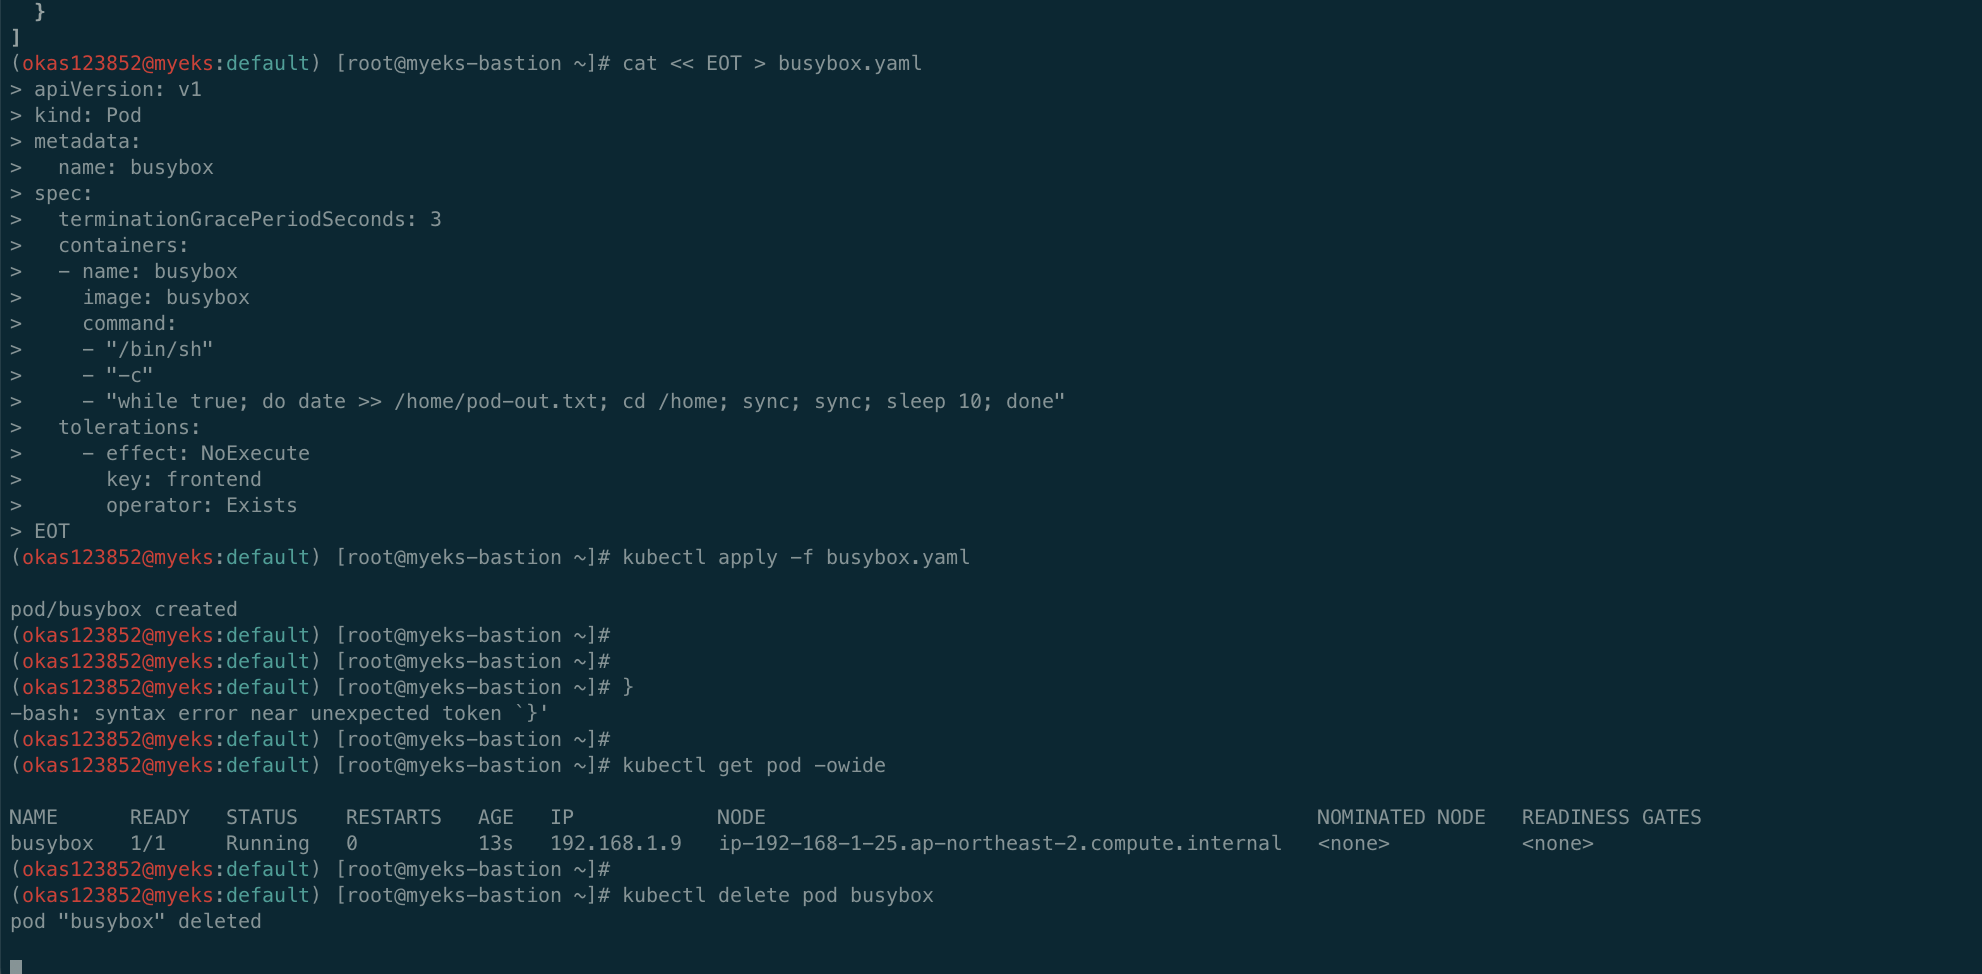 }
]
(okas123852@myeks:default) [root@myeks-bastion ~]# cat << EOT > busybox.yaml
> apiVersion: v1
> kind: Pod
> metadata:
>   name: busybox
> spec:
>   terminationGracePeriodSeconds: 3
>   containers:
>   - name: busybox
>     image: busybox
>     command:
>     - "/bin/sh"
>     - "-c"
>     - "while true; do date >> /home/pod-out.txt; cd /home; sync; sync; sleep 10; done"
>   tolerations:
>     - effect: NoExecute
>       key: frontend
>       operator: Exists
> EOT
(okas123852@myeks:default) [root@myeks-bastion ~]# kubectl apply -f busybox.yaml

pod/busybox created
(okas123852@myeks:default) [root@myeks-bastion ~]#
(okas123852@myeks:default) [root@myeks-bastion ~]#
(okas123852@myeks:default) [root@myeks-bastion ~]# }
-bash: syntax error near unexpected token `}'
(okas123852@myeks:default) [root@myeks-bastion ~]#
(okas123852@myeks:default) [root@myeks-bastion ~]# kubectl get pod -owide

NAME      READY   STATUS    RESTARTS   AGE   IP            NODE                                              NOMINATED NODE   READINESS GATES
busybox   1/1     Running   0          13s   192.168.1.9   ip-192-168-1-25.ap-northeast-2.compute.internal   <none>           <none>
(okas123852@myeks:default) [root@myeks-bastion ~]#
(okas123852@myeks:default) [root@myeks-bastion ~]# kubectl delete pod busybox
pod "busybox" deleted